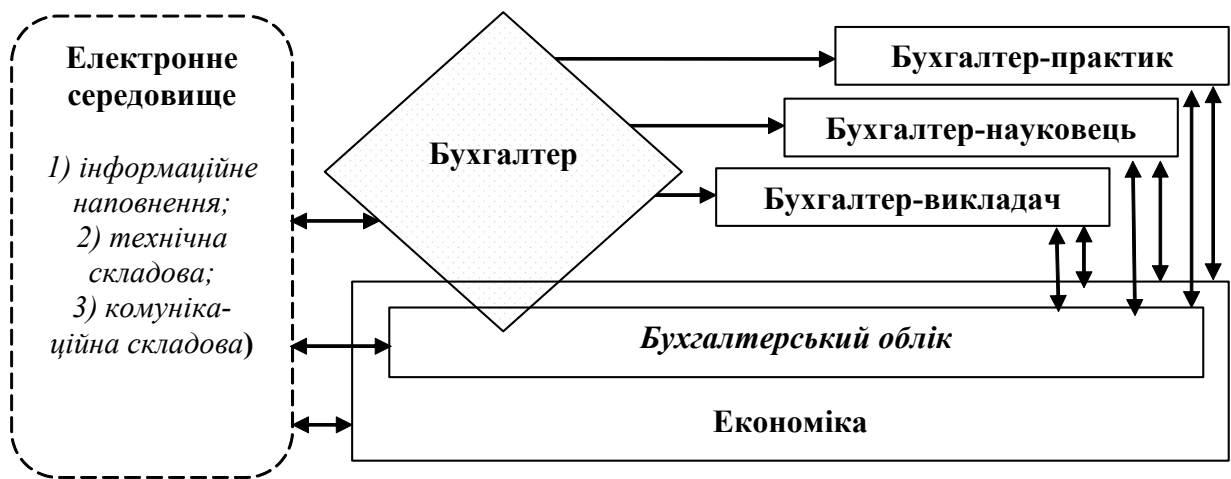 Електронне
середовище
1) інформаційне
наповнення;
2) технічна
складова;
3) комуніка-
ційна складова)
Бухгалтер
Бухгалтер-практик
Бухгалтер-науковець
Бухгалтер-викладач
Бухгалтерський облік
Економіка